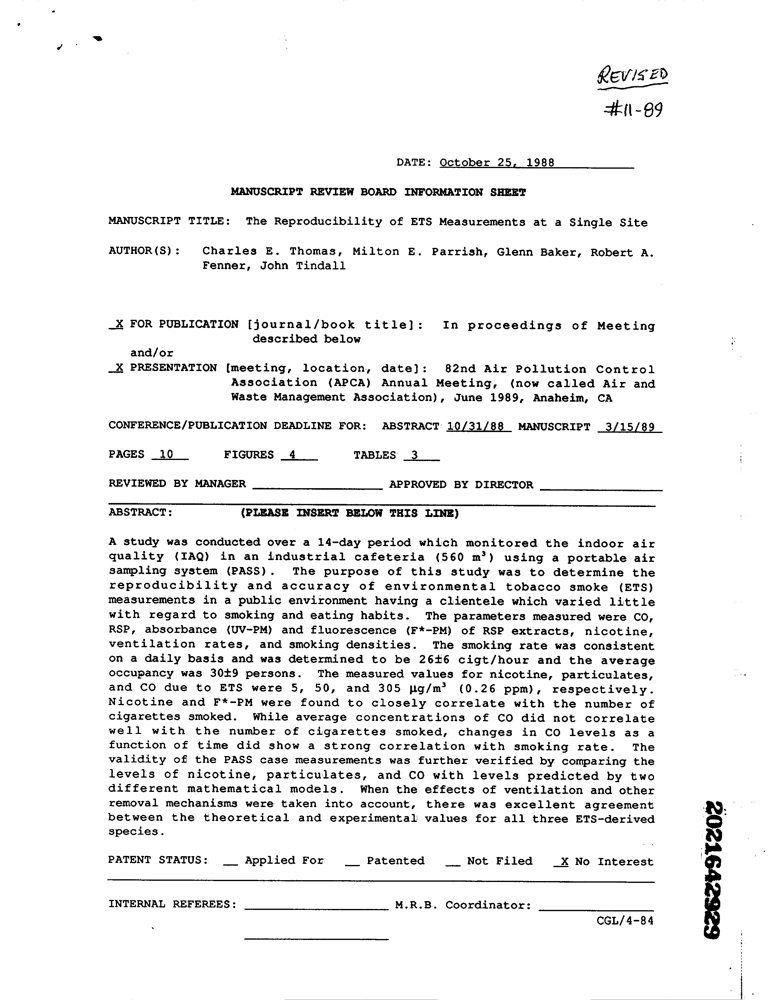 REVISED
#11-89
DATE: October 25, 1988
MANUSCRIPT REVIEW BOARD INFORMATION SHEET
MANUSCRIPT TITLE: The Reproducibility of ETS Measurements at a Single Site
AUTHOR(S): Charles E. Thomas, Milton E. Parrish, Glenn Baker, Robert A.
Fenner, John Tindall
X FOR PUBLICATION [journal/book title]: In proceedings of Meeting
described below
and/or
X PRESENTATION [meeting, location, date]: 82nd Air Pollution Control
Association (APCA) Annual Meeting, (now called Air and
Waste Management Association), June 1989, Anaheim, CA
CONFERENCE/PUBLICATION DEADLINE FOR: ABSTRACT 10/31/88 MANUSCRIPT 3/15/89
PAGES 10 FIGURES 4 TABLES 3
REVIEWED BY MANAGER APPROVED BY DIRECTOR
ABSTRACT: (PLEASE INSERT BELOW THIS LINE)
A study was conducted over a 14-day period which monitored the indoor air
quality (IAQ) in an industrial cafeteria (560 m³) using a portable air
sampling system (PASS). The purpose of this study was to determine the
reproducibility and accuracy of environmental tobacco smoke (ETS)
measurements in a public environment having a clientele which varied little
with regard to smoking and eating habits. The parameters measured were CO,
RSP, absorbance (UV-PM) and fluorescence (F*-PM) of RSP extracts, nicotine,
ventilation rates, and smoking densities. The smoking rate was consistent
on a daily basis and was determined to be 26±6 cigt/hour and the average
occupancy was 30±9 persons. The measured values for nicotine, particulates,
and CO due to ETS were 5, 50, and 305 µg/m³ (0.26 ppm), respectively.
Nicotine and F*-PM were found to closely correlate with the number of
cigarettes smoked. While average concentrations of CO did not correlate
well with the number of cigarettes smoked, changes in CO levels as a
function of time did show a strong correlation with smoking rate. The
validity of the PASS case measurements was further verified by comparing the
levels of nicotine, particulates, and CO with levels predicted by two
different mathematical models. When the effects of ventilation and other
removal mechanisms were taken into account, there was excellent agreement
between the theoretical and experimental values for all three ETS-derived
species.
PATENT STATUS: __ Applied For __ Patented __ Not Filed X No Interest
INTERNAL REFEREES: M.R.B. Coordinator:
CGL/4-84
2021642929